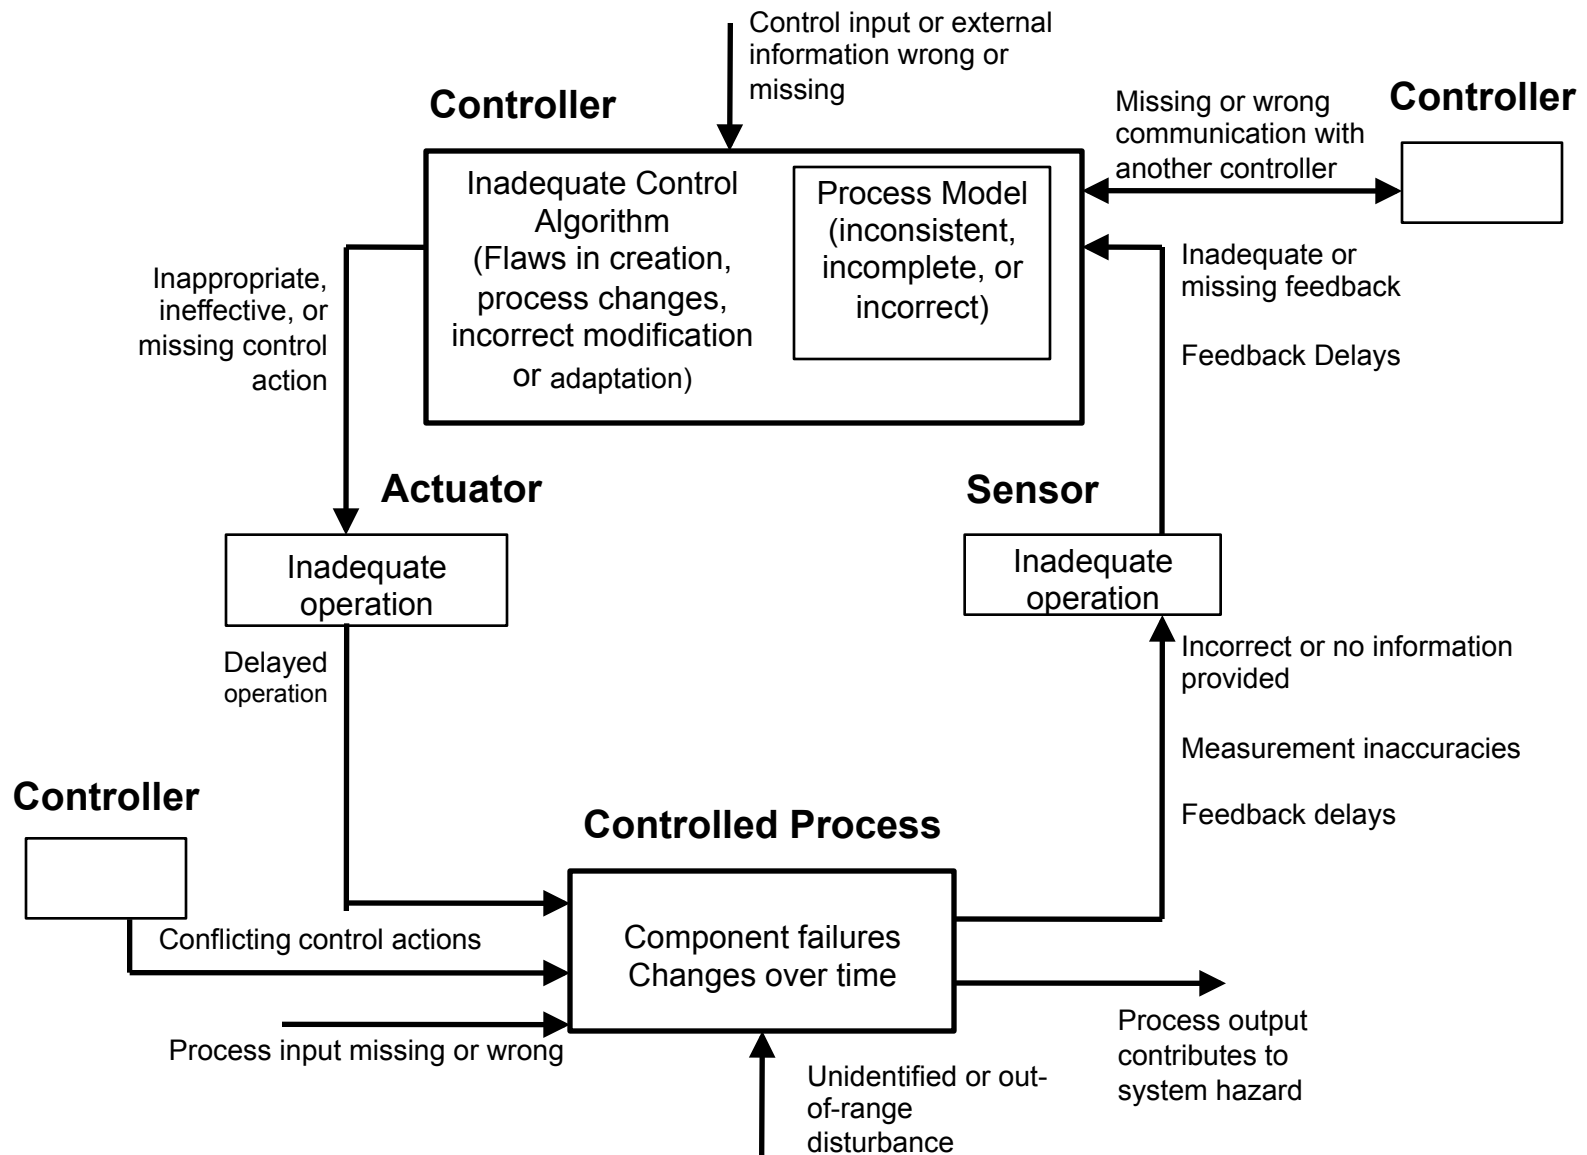 Control input or external
information wrong or
missing
Controller
Missing or wrong
communication with
another controller
Controller
Inadequate Control
Algorithm
(Flaws in creation,
process changes,
incorrect modification
or adaptation)
Process Model
(inconsistent,
incomplete, or
incorrect)
Inappropriate,
ineffective, or
missing control
action
Inadequate or
missing feedback
Feedback Delays
Actuator
Sensor
Inadequate
operation
Inadequate
operation
Delayed
operation
Incorrect or no information
provided
Measurement inaccuracies
Feedback delays
Controller
Controlled Process
Conflicting control actions
Component failures
Changes over time
Process input missing or wrong
Process output
contributes to
system hazard
Unidentified or out-
of-range
disturbance